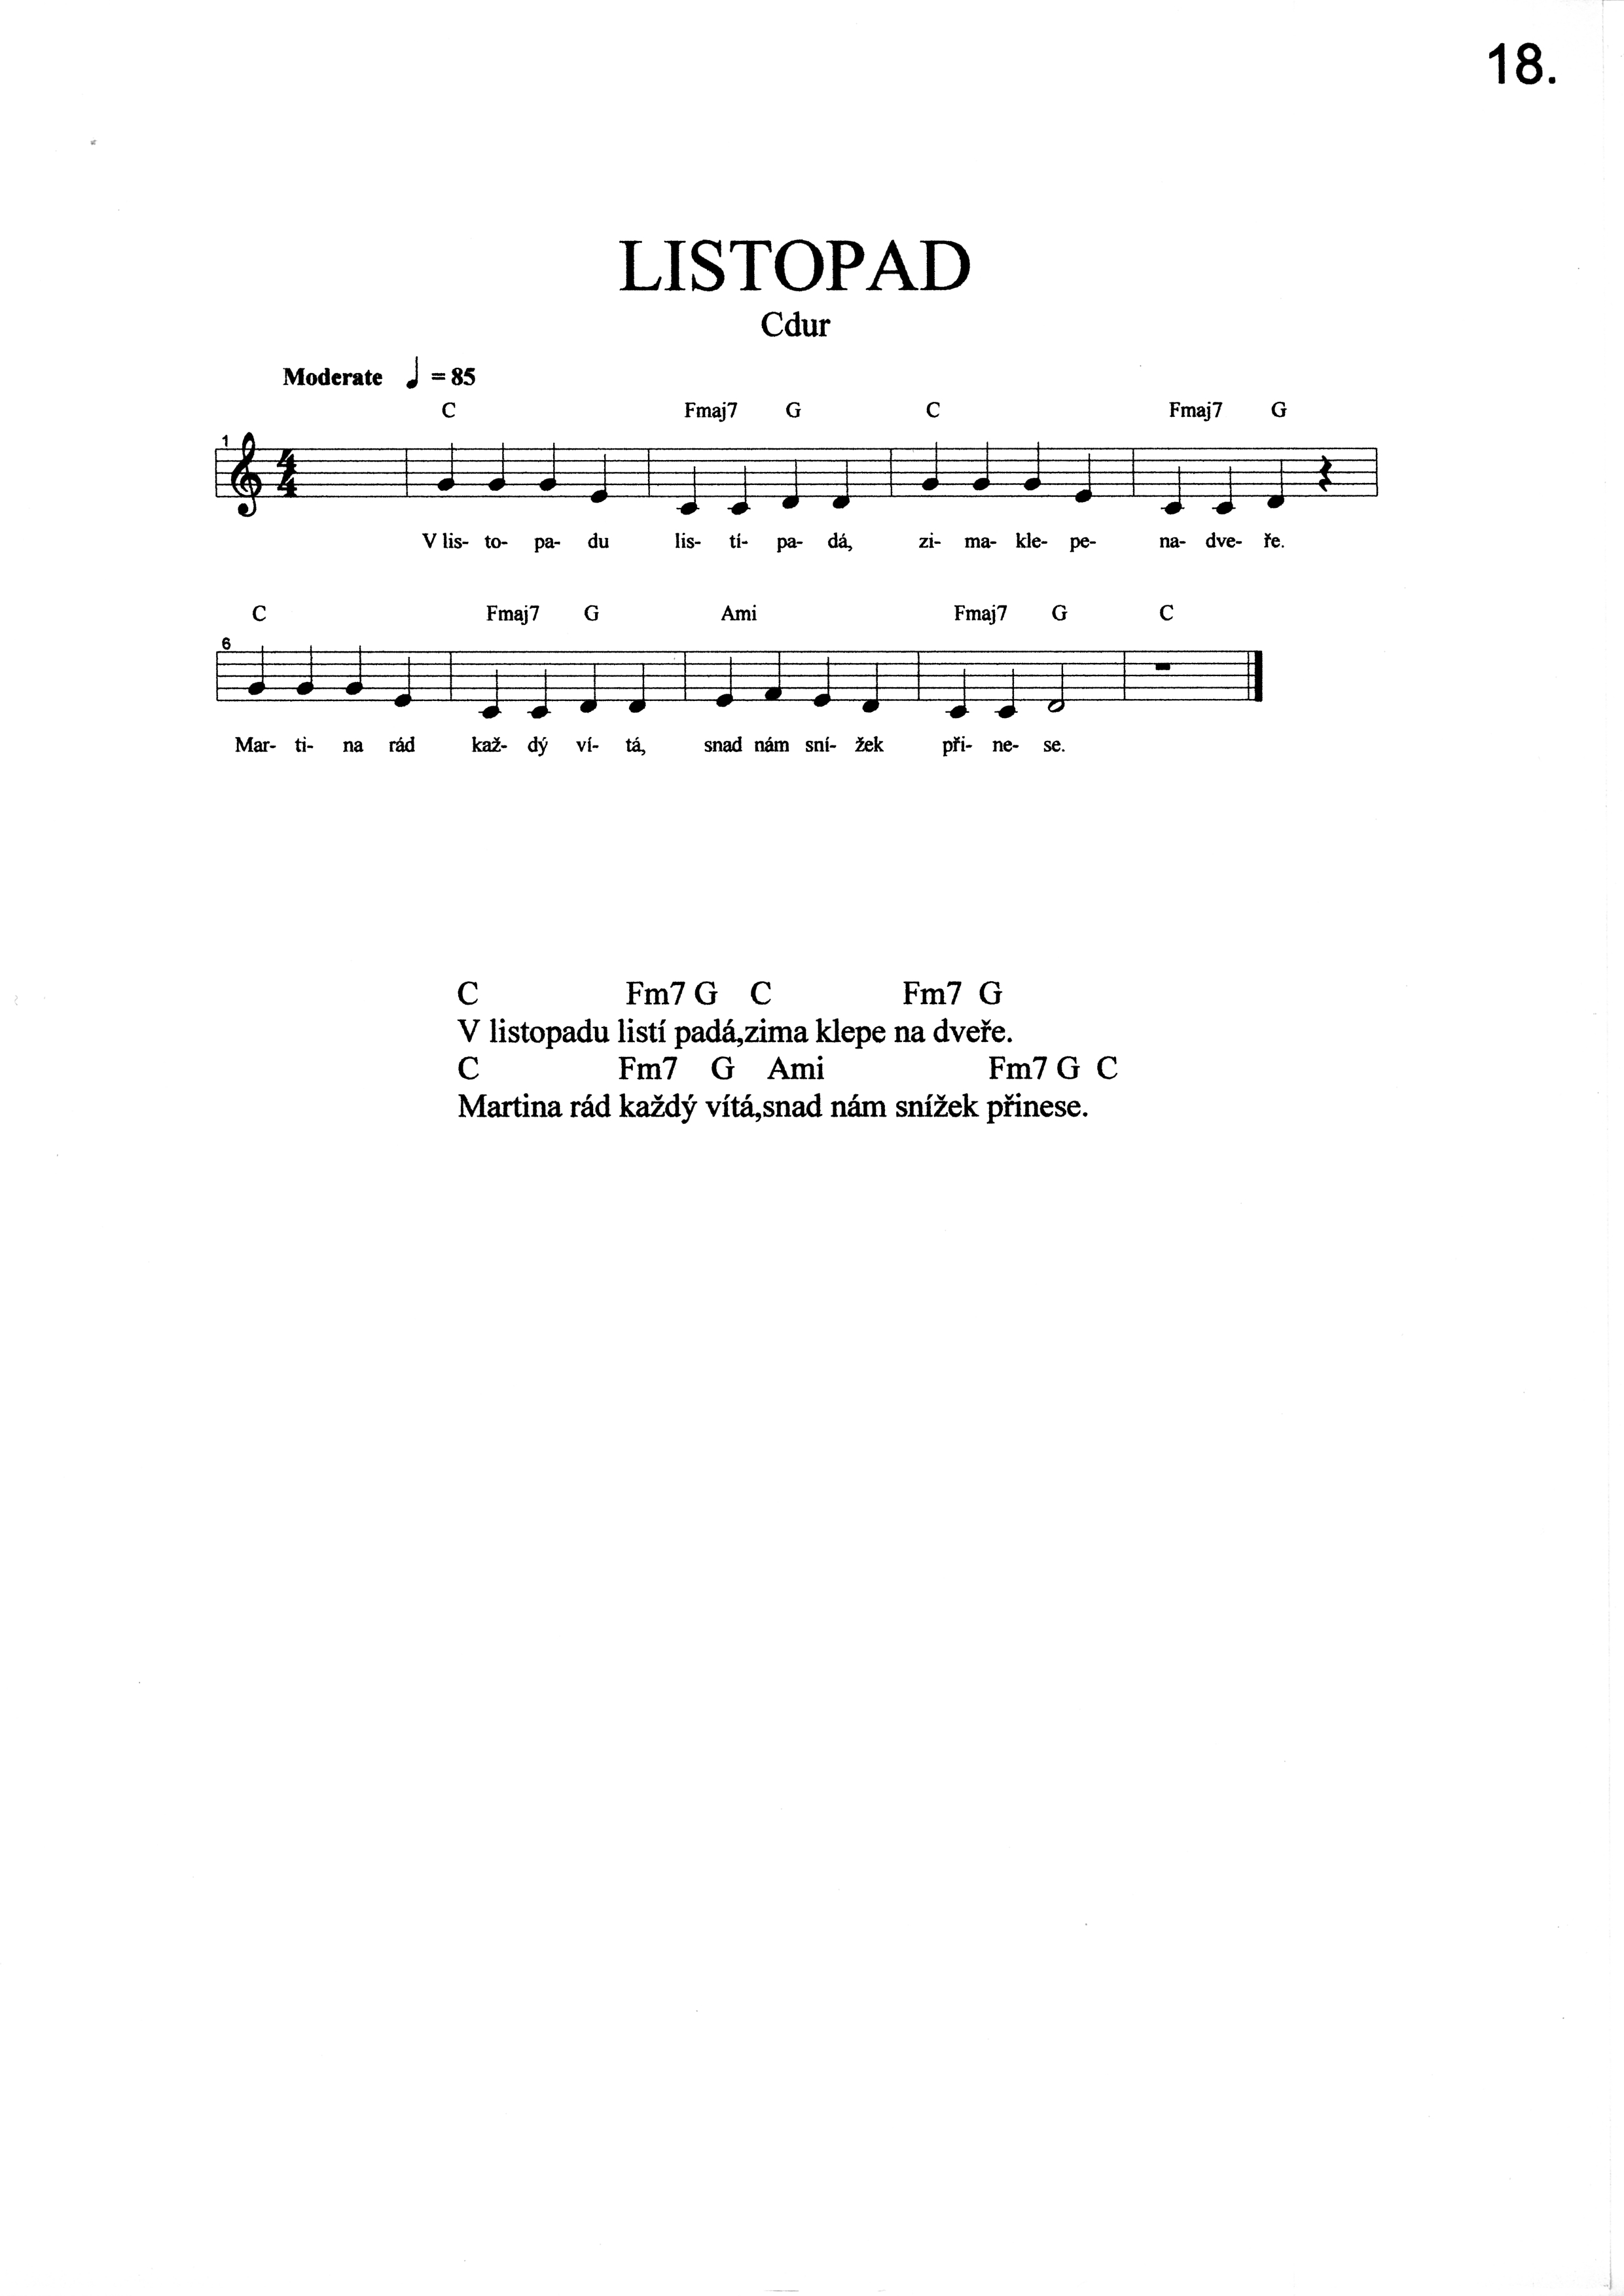 18.
LISTOPAD
Cdur
Moderate = 85
C Fmaj7 G C Fmaj7 G
1
4
4
V lis- to- pa- du lis- tí- pa- dá, zi- ma- kle- pe- na- dve- ře.
C Fmaj7 G Ami Fmaj7 G C
6
Mar- ti- na rád kaž- dý ví- tá, snad nám sní- žek při- ne- se.
C Fm7 G C Fm7 G
V listopadu listí padá,zima klepe na dveře.
C Fm7 G Ami Fm7 G C
Martina rád každý vítá,snad nám snížek přinese.